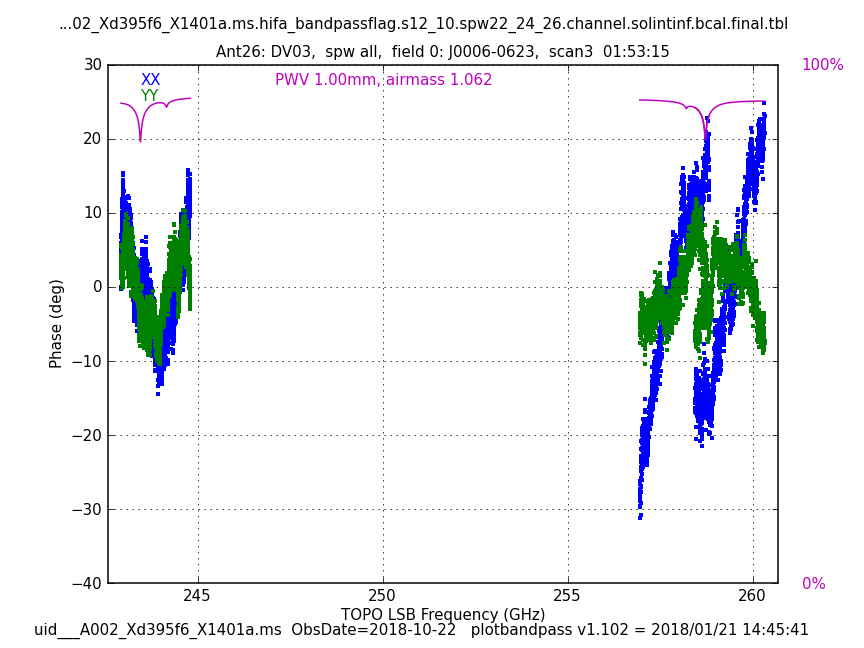 ...02_Xd395f6_X1401a.ms.hifa_bandpassflag.s12_10.spw22_24_26.channel.solintinf.bcal.final.tbl
Ant26: DV03,  spw all,  field 0: J0006-0623,  scan3  01:53:15
30
XX
PWV 1.00mm, airmass 1.062
100%
YY
20
10
0
−10
−20
−30
−40
0%
Phase (deg)
245
250
255
260
TOPO LSB Frequency (GHz)
uid___A002_Xd395f6_X1401a.ms  ObsDate=2018-10-22   plotbandpass v1.102 = 2018/01/21 14:45:41